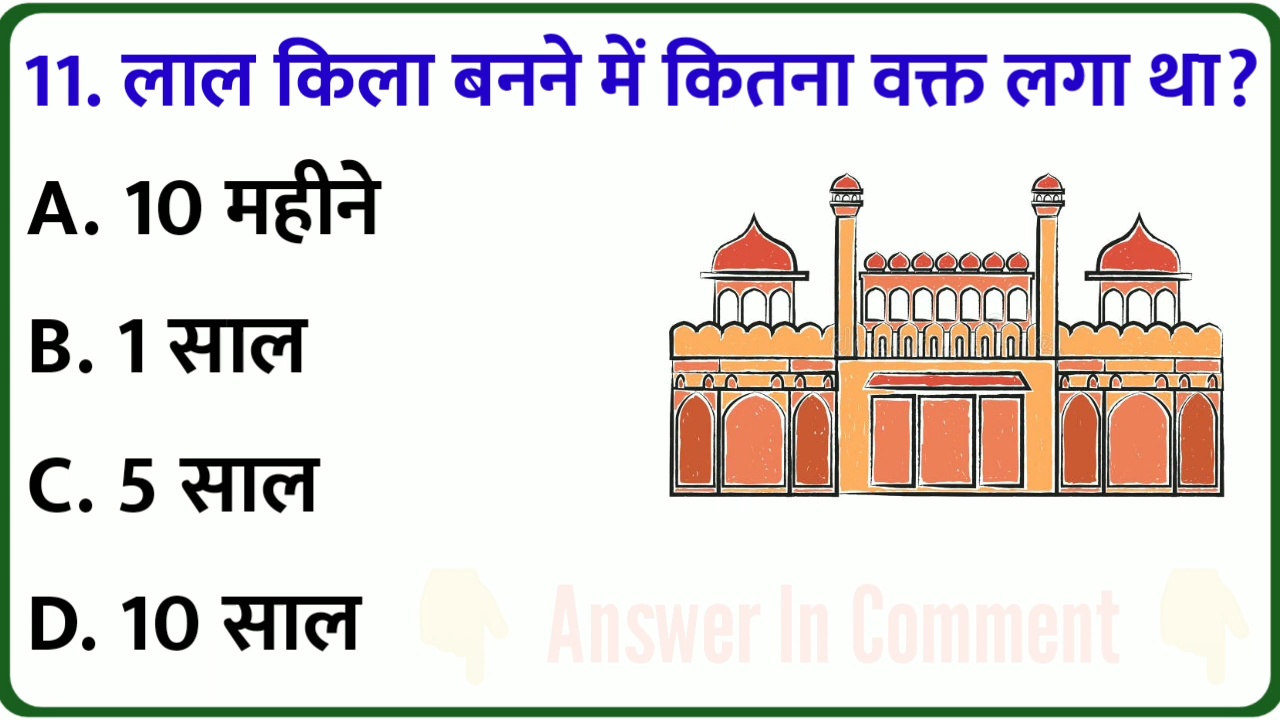 11. लाल किला बनने में कितना वक्त लगा था?
A. 10 महीने
B. 1 साल
C. 5 साल
D. 10 साल
Answer In Comment